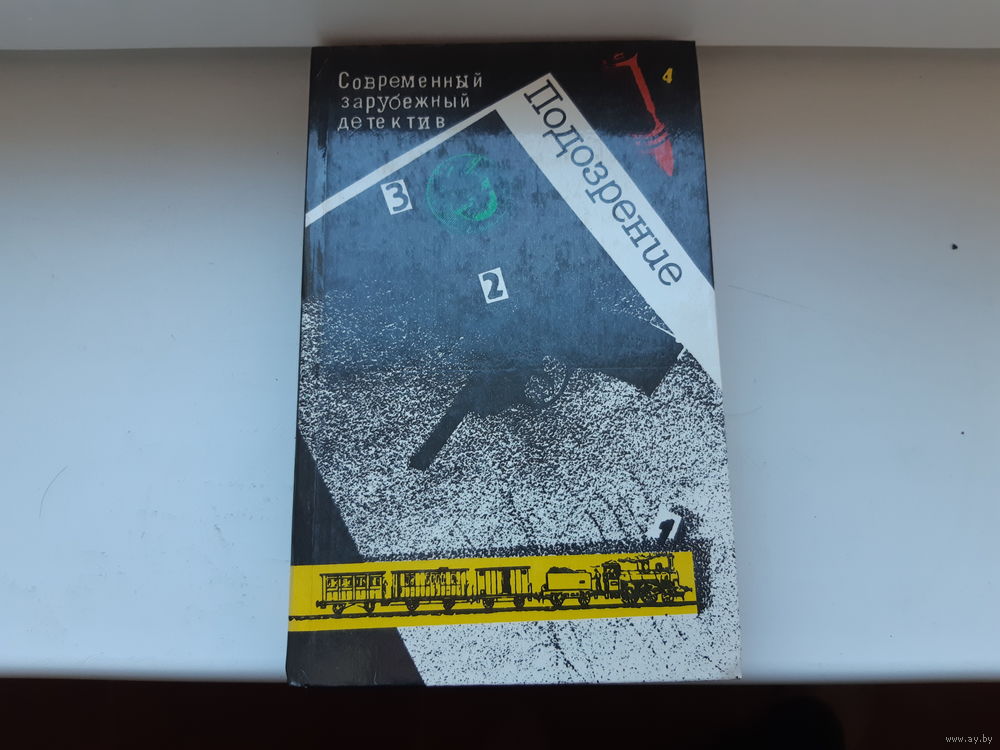 Современный
зарубежный
детектив
4
Подозрение
3
2
1
www.ay.by